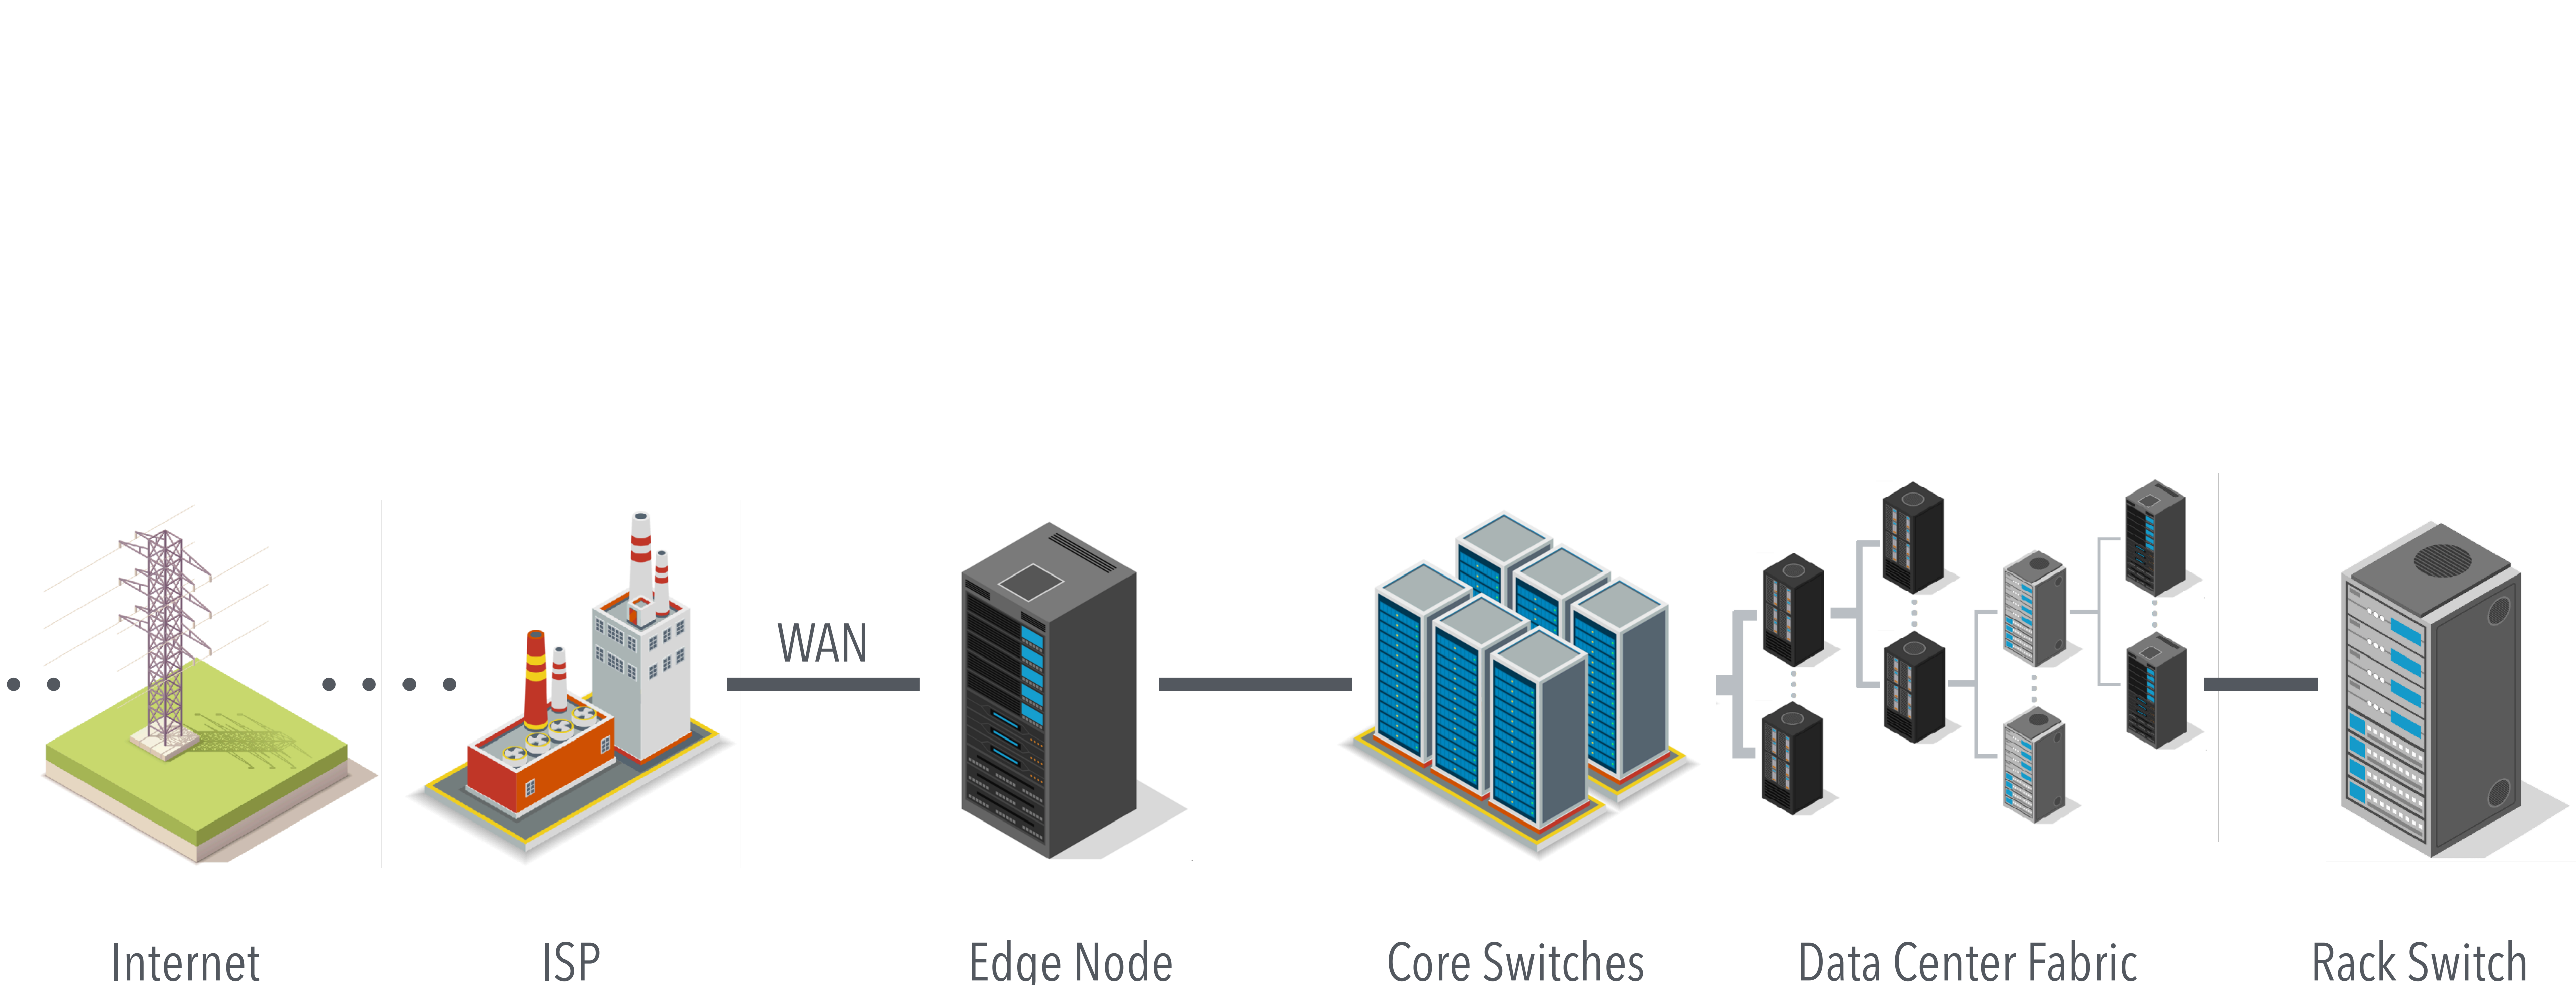 WAN
Internet
ISP
Edge Node
Core Switches
Data Center Fabric
Rack Switch